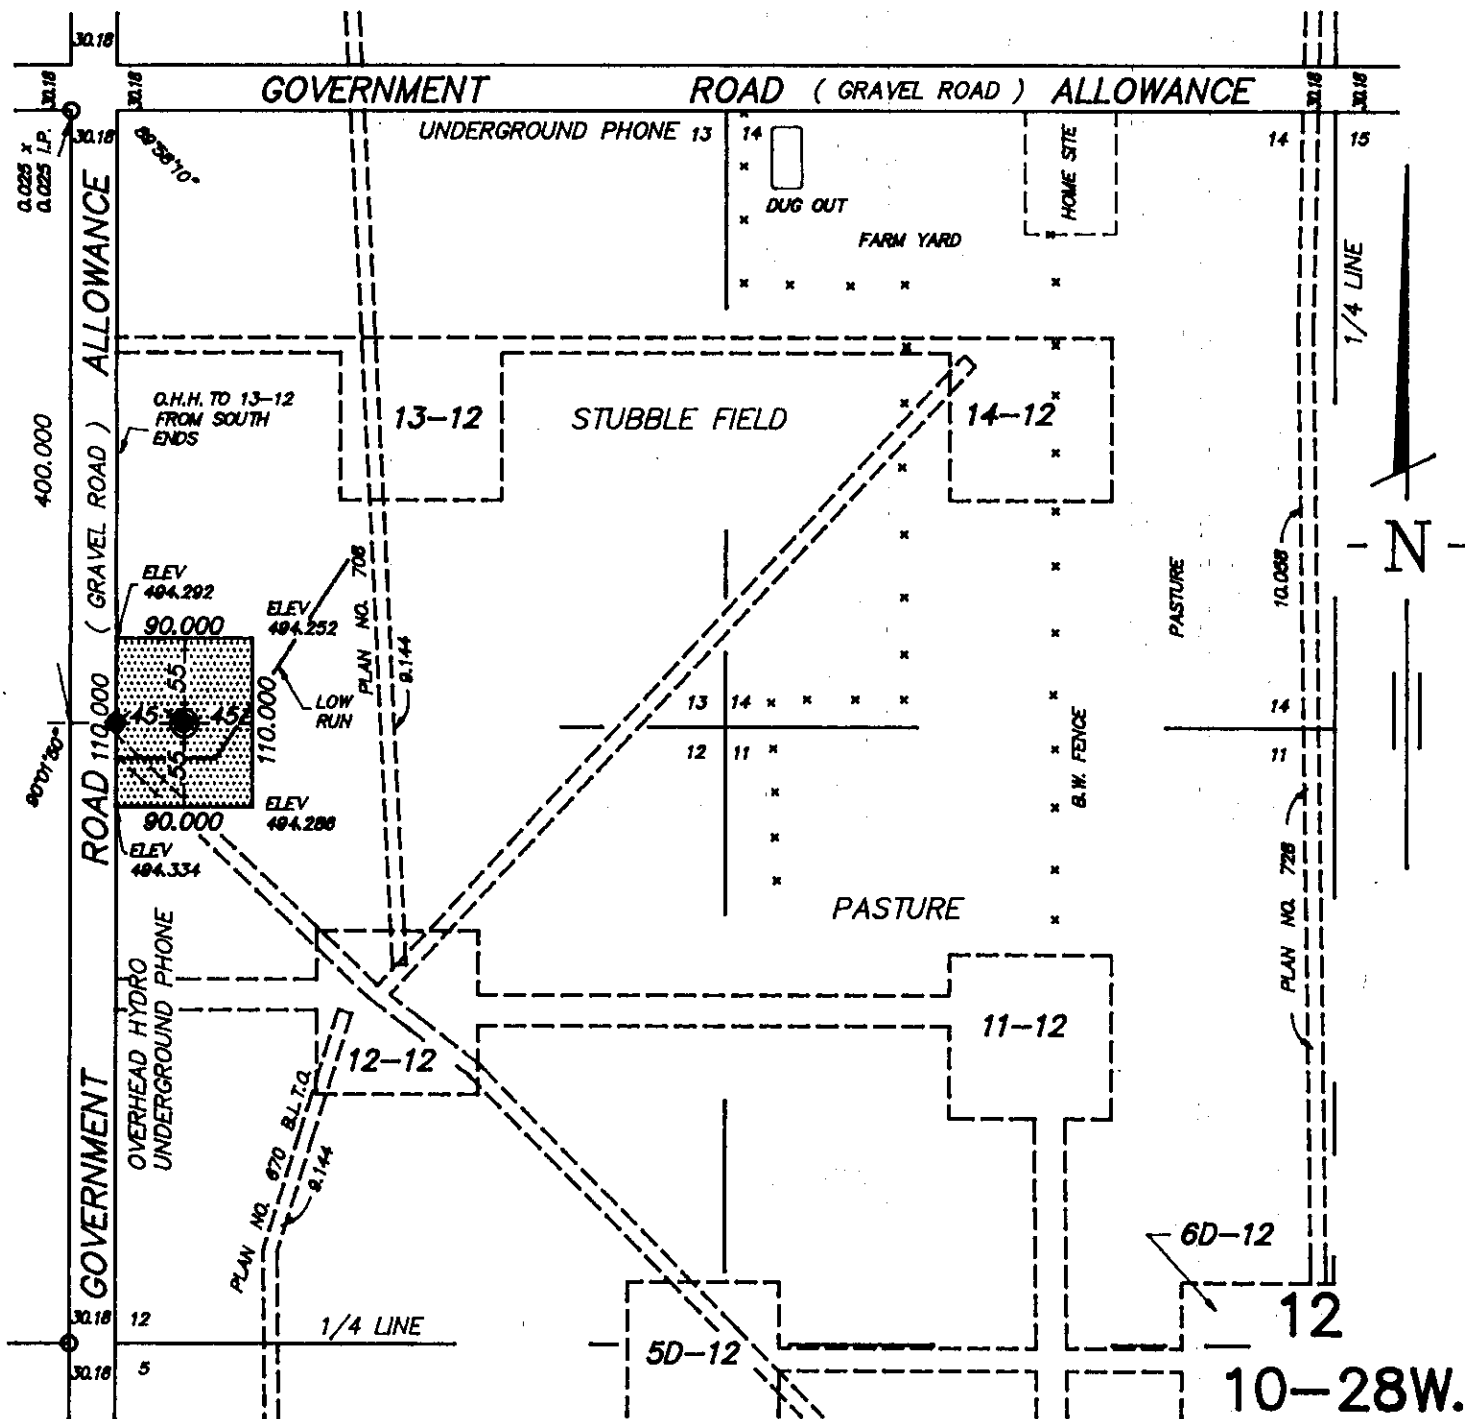 30.18
30.18
30.18
GOVERNMENT ROAD ( GRAVEL ROAD ) ALLOWANCE
30.18
30.18
30.18
UNDERGROUND PHONE
13
14
14
15
0.025 x
0.025 I.P.
89°58'10"
HOME SITE
DUG OUT
FARM YARD
1/4 LINE
O.H.H. TO 13-12
FROM SOUTH
ENDS
13-12
STUBBLE FIELD
14-12
400.000
GOVERNMENT ROAD ( GRAVEL ROAD ) ALLOWANCE
N
PLAN NO. 708
10.058
PASTURE
ELEV
494.292
90.000
ELEV
494.252
LOW
RUN
9.144
55
45
45
55
110.000
110.000
90°01'50"
13
14
12
11
14
11
B.W. FENCE
90.000
ELEV
494.286
ELEV
494.334
PLAN NO. 728
PASTURE
OVERHEAD HYDRO
UNDERGROUND PHONE
12-12
11-12
PLAN NO. 670 B.L.T.O.
9.144
6D-12
30.18
12
1/4 LINE
30.18
5
5D-12
12
10-28W.